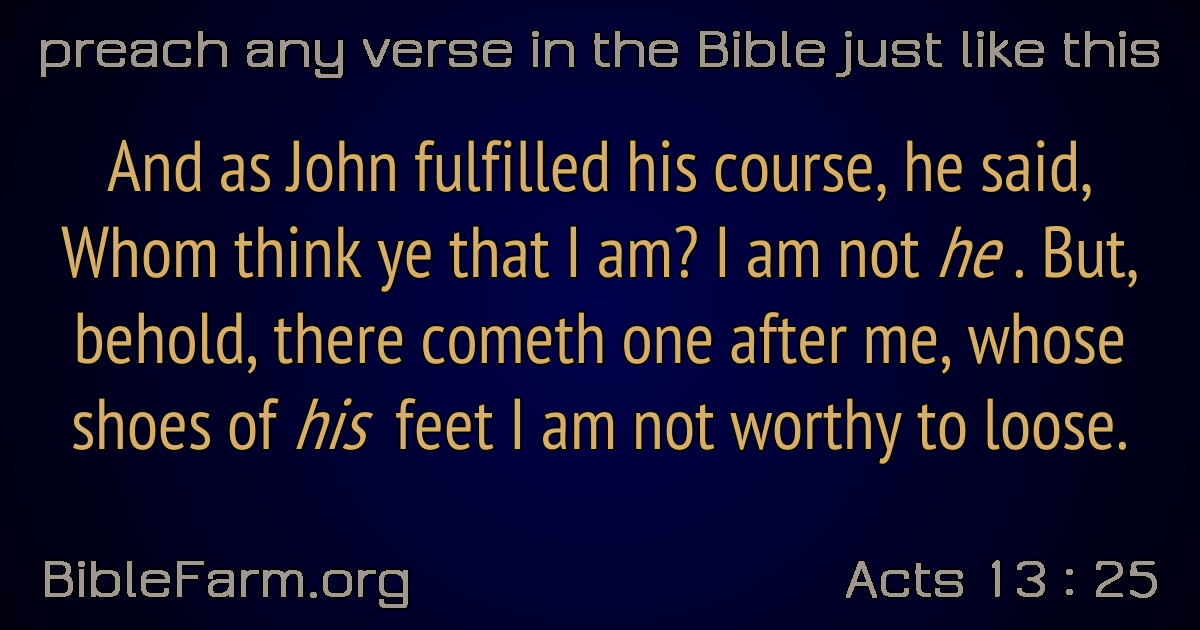 preach any verse in the Bible just like this
And as John fulfilled his course, he said,
Whom think ye that I am? I am not he . But,
behold, there cometh one after me, whose
shoes of his feet I am not worthy to loose.
BibleFarm.org
Acts 13 : 25